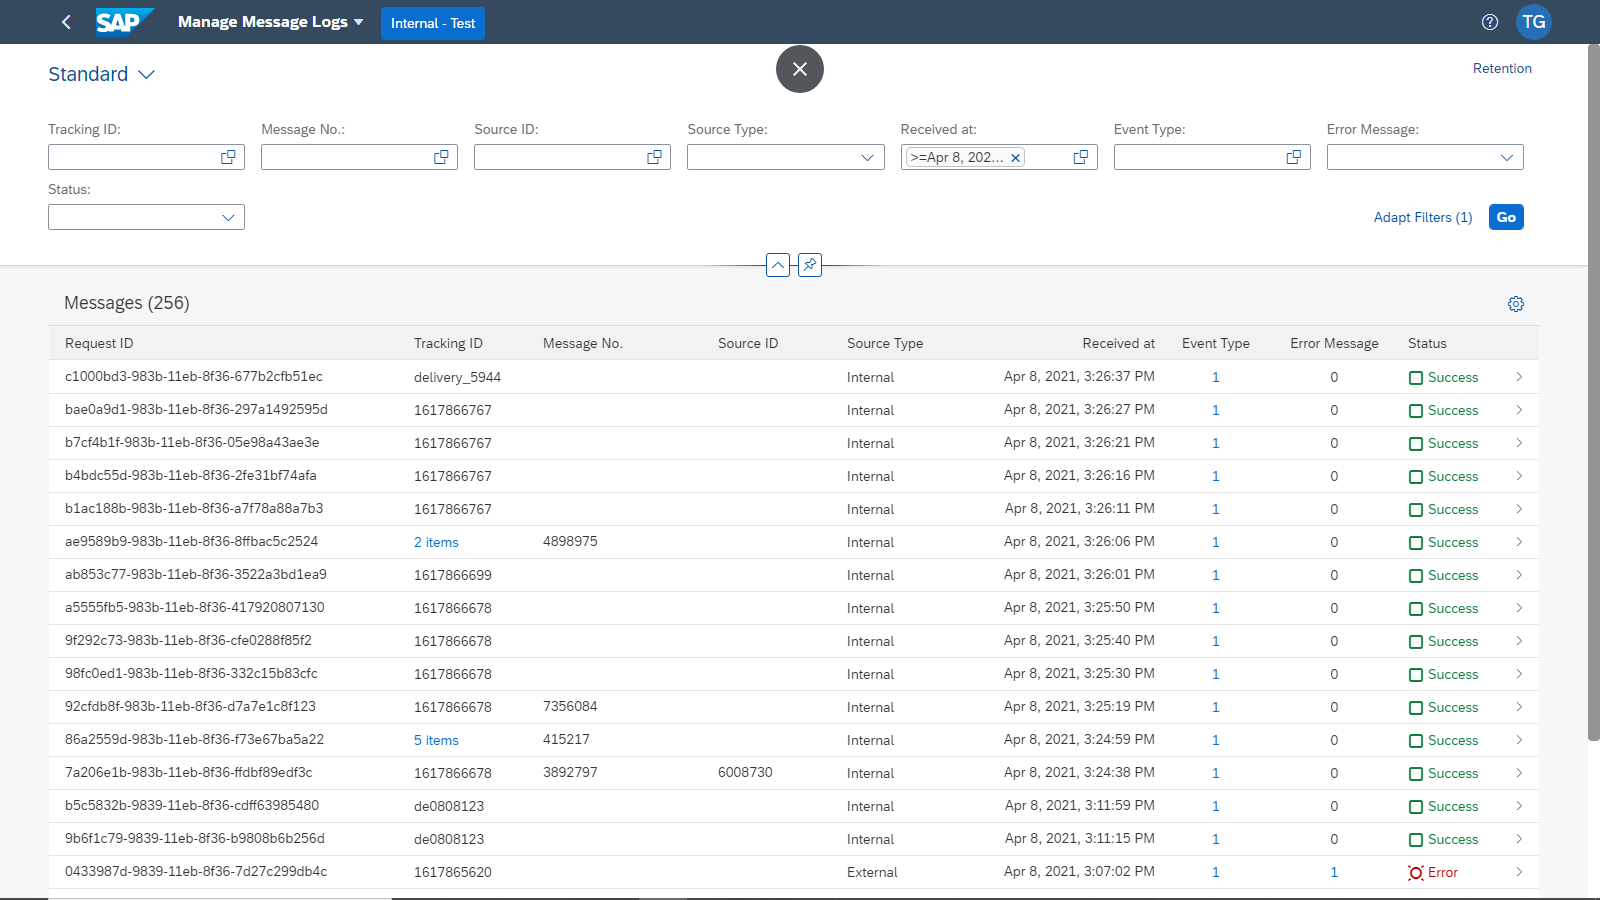 SAP Manage Message Logs Internal - Test TG
Standard Retention
Tracking ID: Message No.: Source ID: Source Type: Received at: Event Type: Error Message:
>=Apr 8, 202...
Status:
Adapt Filters (1) Go
Messages (256)
Request ID Tracking ID Message No. Source ID Source Type Received at Event Type Error Message Status
c1000bd3-983b-11eb-8f36-677b2cfb51ec delivery_5944 Internal Apr 8, 2021, 3:26:37 PM 1 0 Success
bae0a9d1-983b-11eb-8f36-297a1492595d 1617866767 Internal Apr 8, 2021, 3:26:27 PM 1 0 Success
b7cf4b1f-983b-11eb-8f36-05e98a43ae3e 1617866767 Internal Apr 8, 2021, 3:26:21 PM 1 0 Success
b4bdc55d-983b-11eb-8f36-2fe31bf74afa 1617866767 Internal Apr 8, 2021, 3:26:16 PM 1 0 Success
b1ac188b-983b-11eb-8f36-a7f78a88a7b3 1617866767 Internal Apr 8, 2021, 3:26:11 PM 1 0 Success
ae9589b9-983b-11eb-8f36-8ffbac5c2524 2 items 4898975 Internal Apr 8, 2021, 3:26:06 PM 1 0 Success
ab853c77-983b-11eb-8f36-3522a3bd1ea9 1617866699 Internal Apr 8, 2021, 3:26:01 PM 1 0 Success
a5555fb5-983b-11eb-8f36-417920807130 1617866678 Internal Apr 8, 2021, 3:25:50 PM 1 0 Success
9f292c73-983b-11eb-8f36-cfe0288f85f2 1617866678 Internal Apr 8, 2021, 3:25:40 PM 1 0 Success
98fc0ed1-983b-11eb-8f36-332c15b83cfc 1617866678 Internal Apr 8, 2021, 3:25:30 PM 1 0 Success
92cfdb8f-983b-11eb-8f36-d7a7e1c8f123 1617866678 7356084 Internal Apr 8, 2021, 3:25:19 PM 1 0 Success
86a2559d-983b-11eb-8f36-f73e67ba5a22 5 items 415217 Internal Apr 8, 2021, 3:24:59 PM 1 0 Success
7a206e1b-983b-11eb-8f36-ffdbf89edf3c 1617866678 3892797 6008730 Internal Apr 8, 2021, 3:24:38 PM 1 0 Success
b5c5832b-9839-11eb-8f36-cdff63985480 de0808123 Internal Apr 8, 2021, 3:11:59 PM 1 0 Success
9b6f1c79-9839-11eb-8f36-b9808b6b256d de0808123 Internal Apr 8, 2021, 3:11:15 PM 1 0 Success
0433987d-9839-11eb-8f36-7d27c299db4c 1617865620 External Apr 8, 2021, 3:07:02 PM 1 1 Error